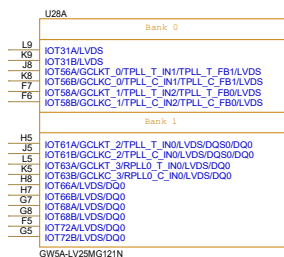 U28A
Bank 0
L9 IOT31A/LVDS
K9 IOT31B/LVDS
J8 IOT56A/GCLKT_0/TPLL_T_IN1/TPLL_T_FB1/LVDS
K8 IOT56B/GCLKC_0/TPLL_C_IN1/TPLL_C_FB1/LVDS
F7 IOT58A/GCLKT_1/TPLL_T_IN2/TPLL_T_FB0/LVDS
F6 IOT58B/GCLKC_1/TPLL_C_IN2/TPLL_C_FB0/LVDS
Bank 1
H5 IOT61A/GCLKT_2/TPLL_T_IN0/LVDS/DQS0/DQ0
J5 IOT61B/GCLKC_2/TPLL_C_IN0/LVDS/DQS0/DQ0
L5 IOT63A/GCLKT_3/RPLL0_T_IN0/LVDS/DQ0
K5 IOT63B/GCLKC_3/RPLL0_C_IN0/LVDS/DQ0
H8 IOT66A/LVDS/DQ0
H7 IOT66B/LVDS/DQ0
G7 IOT68A/LVDS/DQ0
G8 IOT68B/LVDS/DQ0
F5 IOT72A/LVDS/DQ0
G5 IOT72B/LVDS/DQ0
GW5A-LV25MG121N